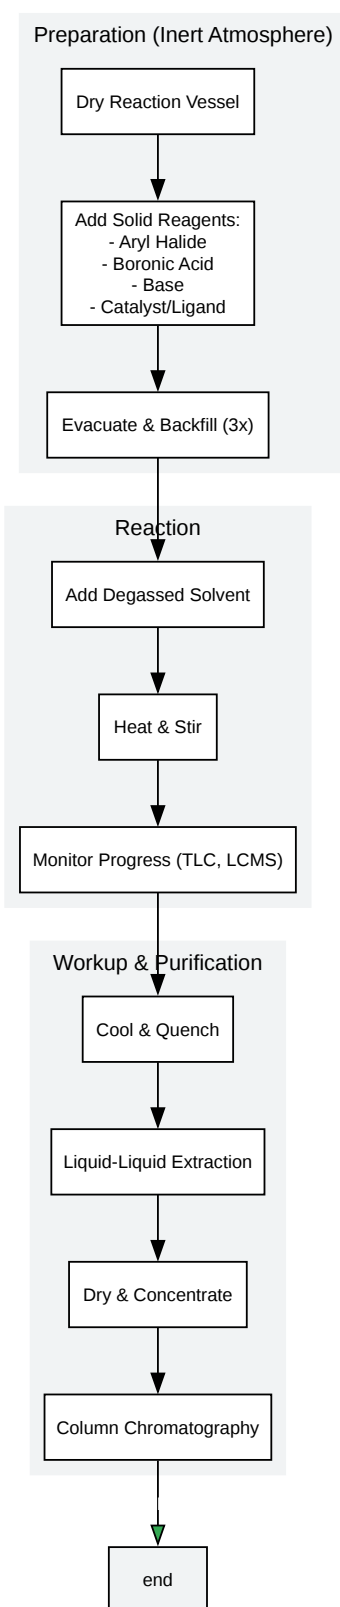 Preparation (Inert Atmosphere)
Dry Reaction Vessel
Add Solid Reagents:
- Aryl Halide
- Boronic Acid
- Base
- Catalyst/Ligand
Evacuate & Backfill (3x)
Reaction
Add Degassed Solvent
Heat & Stir
Monitor Progress (TLC, LCMS)
Workup & Purification
Cool & Quench
Liquid-Liquid Extraction
Dry & Concentrate
Column Chromatography
end